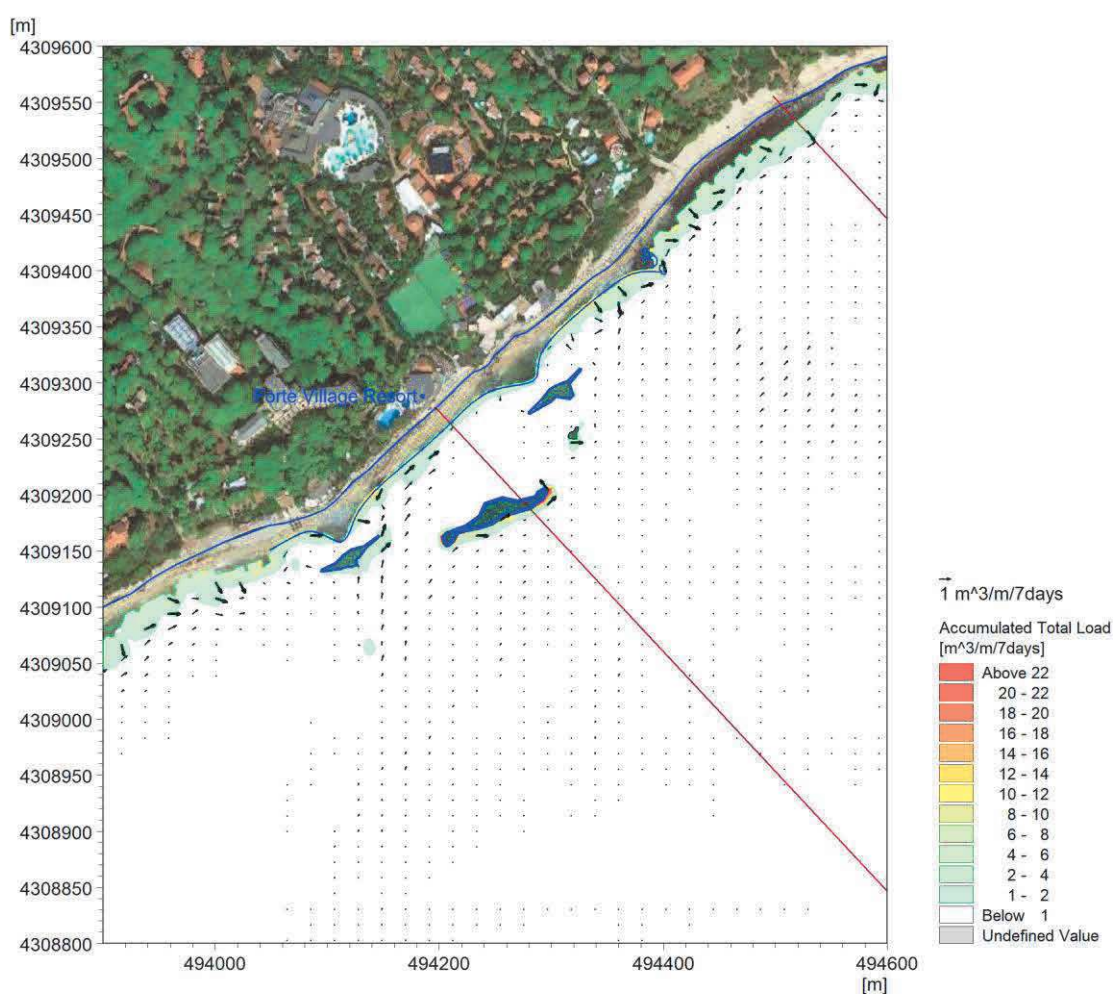 [m]
4309600
4309550
4309500
4309450
4309400
4309350
4309300
4309250
4309200
4309150
4309100
4309050
4309000
4308950
4308900
4308850
4308800
Forte Village Resort
494000
494200
494400
494600
[m]
1 m^3/m/7days
Accumulated Total Load
[m^3/m/7days]
Above 22
20 - 22
18 - 20
16 - 18
14 - 16
12 - 14
10 - 12
8 - 10
6 - 8
4 - 6
2 - 4
1 - 2
Below 1
Undefined Value